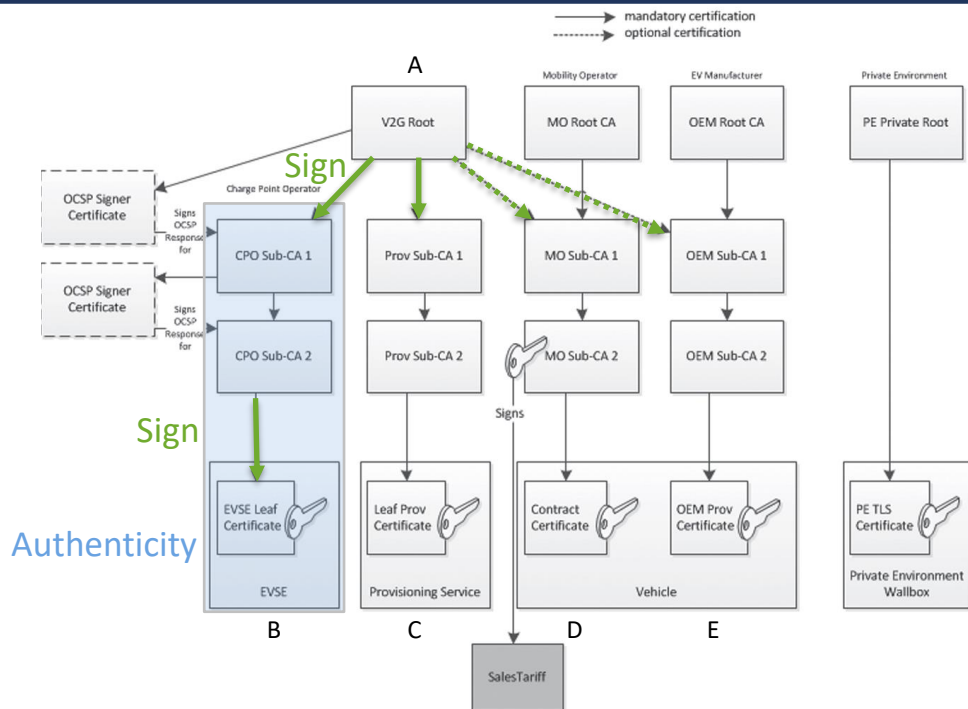 mandatory certification
optional certification
A
Mobility Operator
EV Manufacturer
Private Environment
V2G Root
MO Root CA
OEM Root CA
PE Private Root
Sign
Charge Point Operator
OCSP Signer
Certificate
Signs
OCSP
Response
for
CPO Sub-CA 1
Prov Sub-CA 1
MO Sub-CA 1
OEM Sub-CA 1
OCSP Signer
Certificate
Signs
OCSP
Response
for
CPO Sub-CA 2
Prov Sub-CA 2
MO Sub-CA 2
OEM Sub-CA 2
Signs
Sign
Authenticity
EVSE Leaf
Certificate
EVSE
Leaf Prov
Certificate
Provisioning Service
Contract
Certificate
OEM Prov
Certificate
Vehicle
PE TLS
Certificate
Private Environment
Wallbox
B
C
D
E
SalesTariff